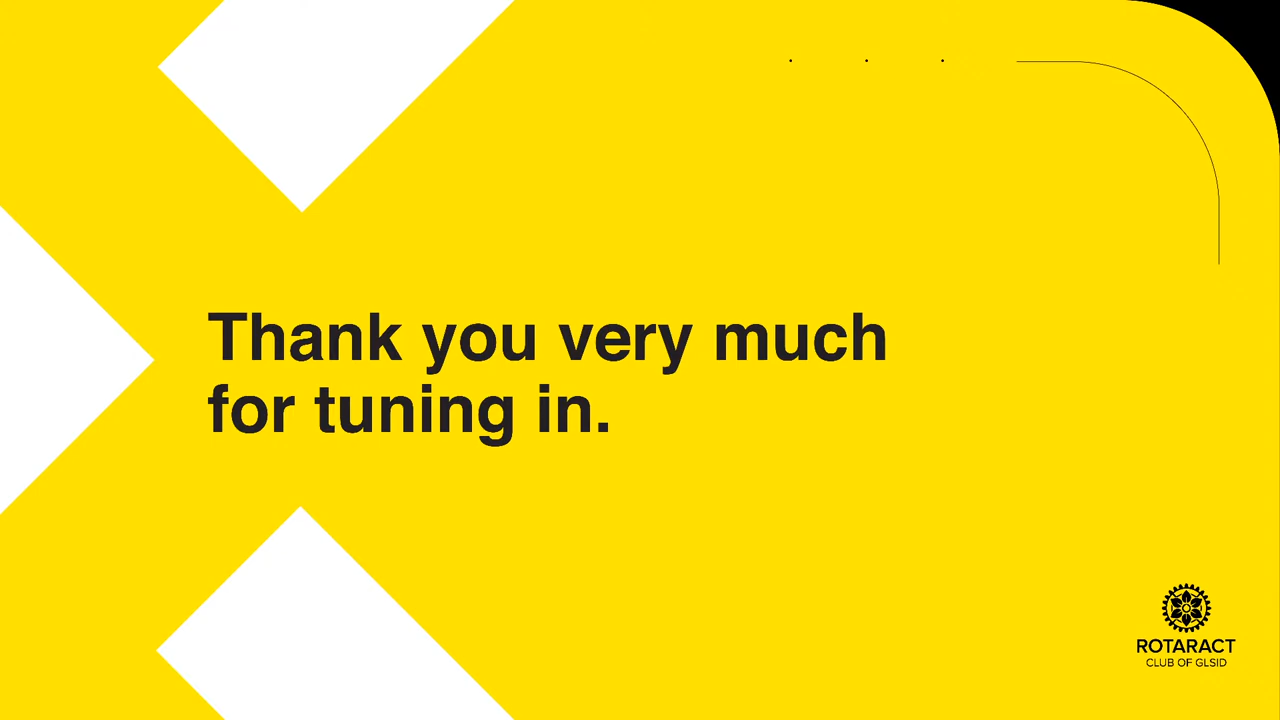 Thank you very much
for tuning in.
ROTARACT
CLUB OF GLSID